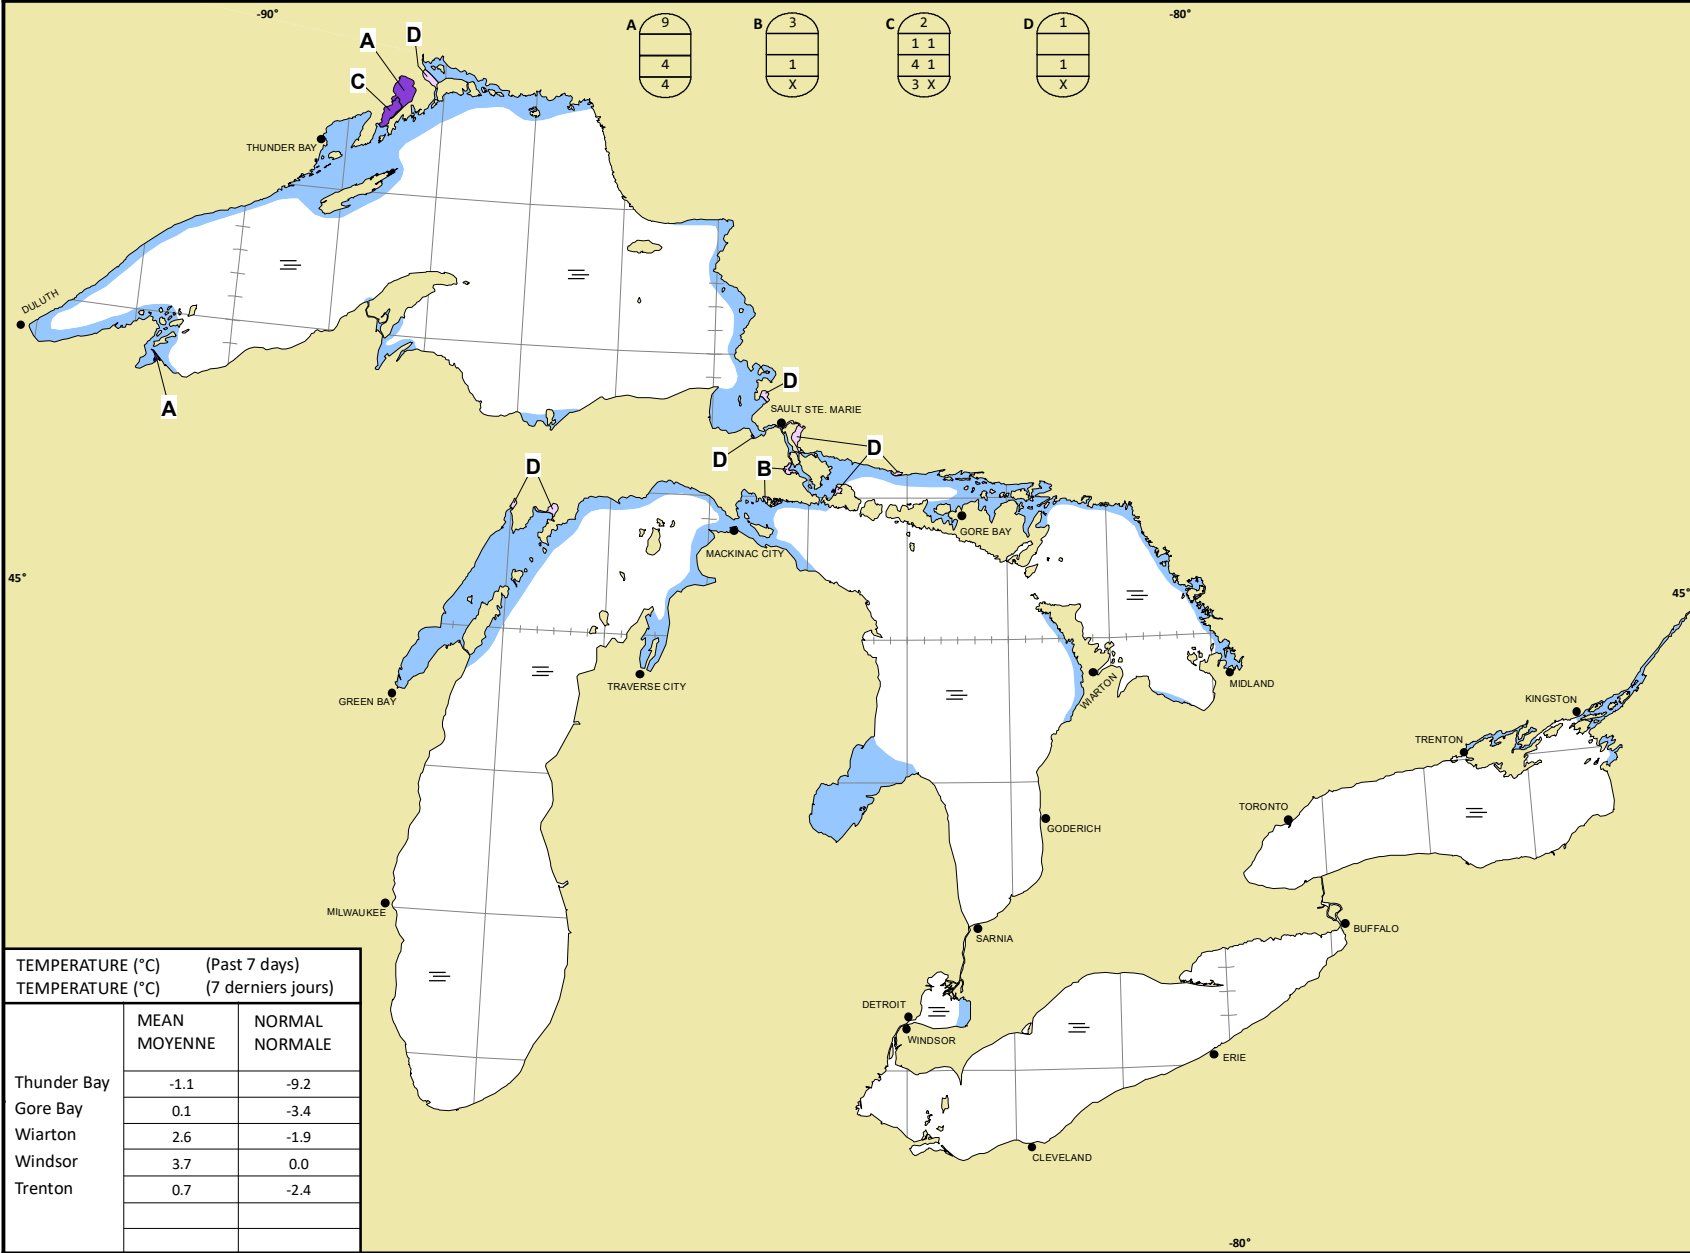 -90°
-80°
A
9
4
4
B
3
1
X
C
2
1 1
4 1
3 X
D
1
1
X
A
D
C
THUNDER BAY
DULUTH
A
D
SAULT STE. MARIE
D
D
B
D
GORE BAY
MACKINAC CITY
45°
45°
GREEN BAY
TRAVERSE CITY
WIARTON
MIDLAND
KINGSTON
TRENTON
TORONTO
GODERICH
MILWAUKEE
SARNIA
BUFFALO
DETROIT
WINDSOR
ERIE
CLEVELAND
-80°
TEMPERATURE (°C) (Past 7 days)
TEMPERATURE (°C) (7 derniers jours)
MEAN NORMAL
MOYENNE NORMALE
Thunder Bay -1.1 -9.2
Gore Bay 0.1 -3.4
Wiarton 2.6 -1.9
Windsor 3.7 0.0
Trenton 0.7 -2.4